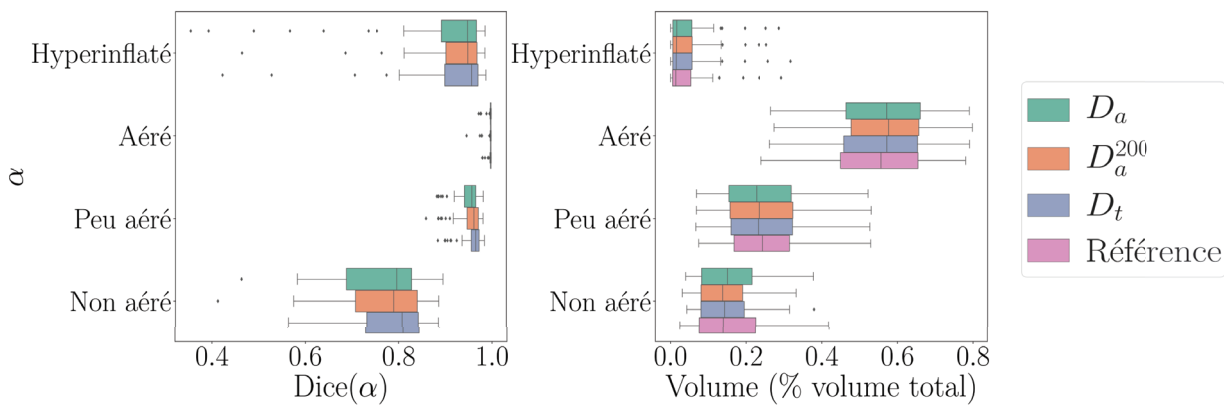 α
Hyperinflaté
Aéré
Peu aéré
Non aéré
0.4 0.6 0.8 1.0
Dice(α)
Hyperinflaté
Aéré
Peu aéré
Non aéré
0.0 0.2 0.4 0.6 0.8
Volume (% volume total)
D_a
D_a^200
D_t
Référence